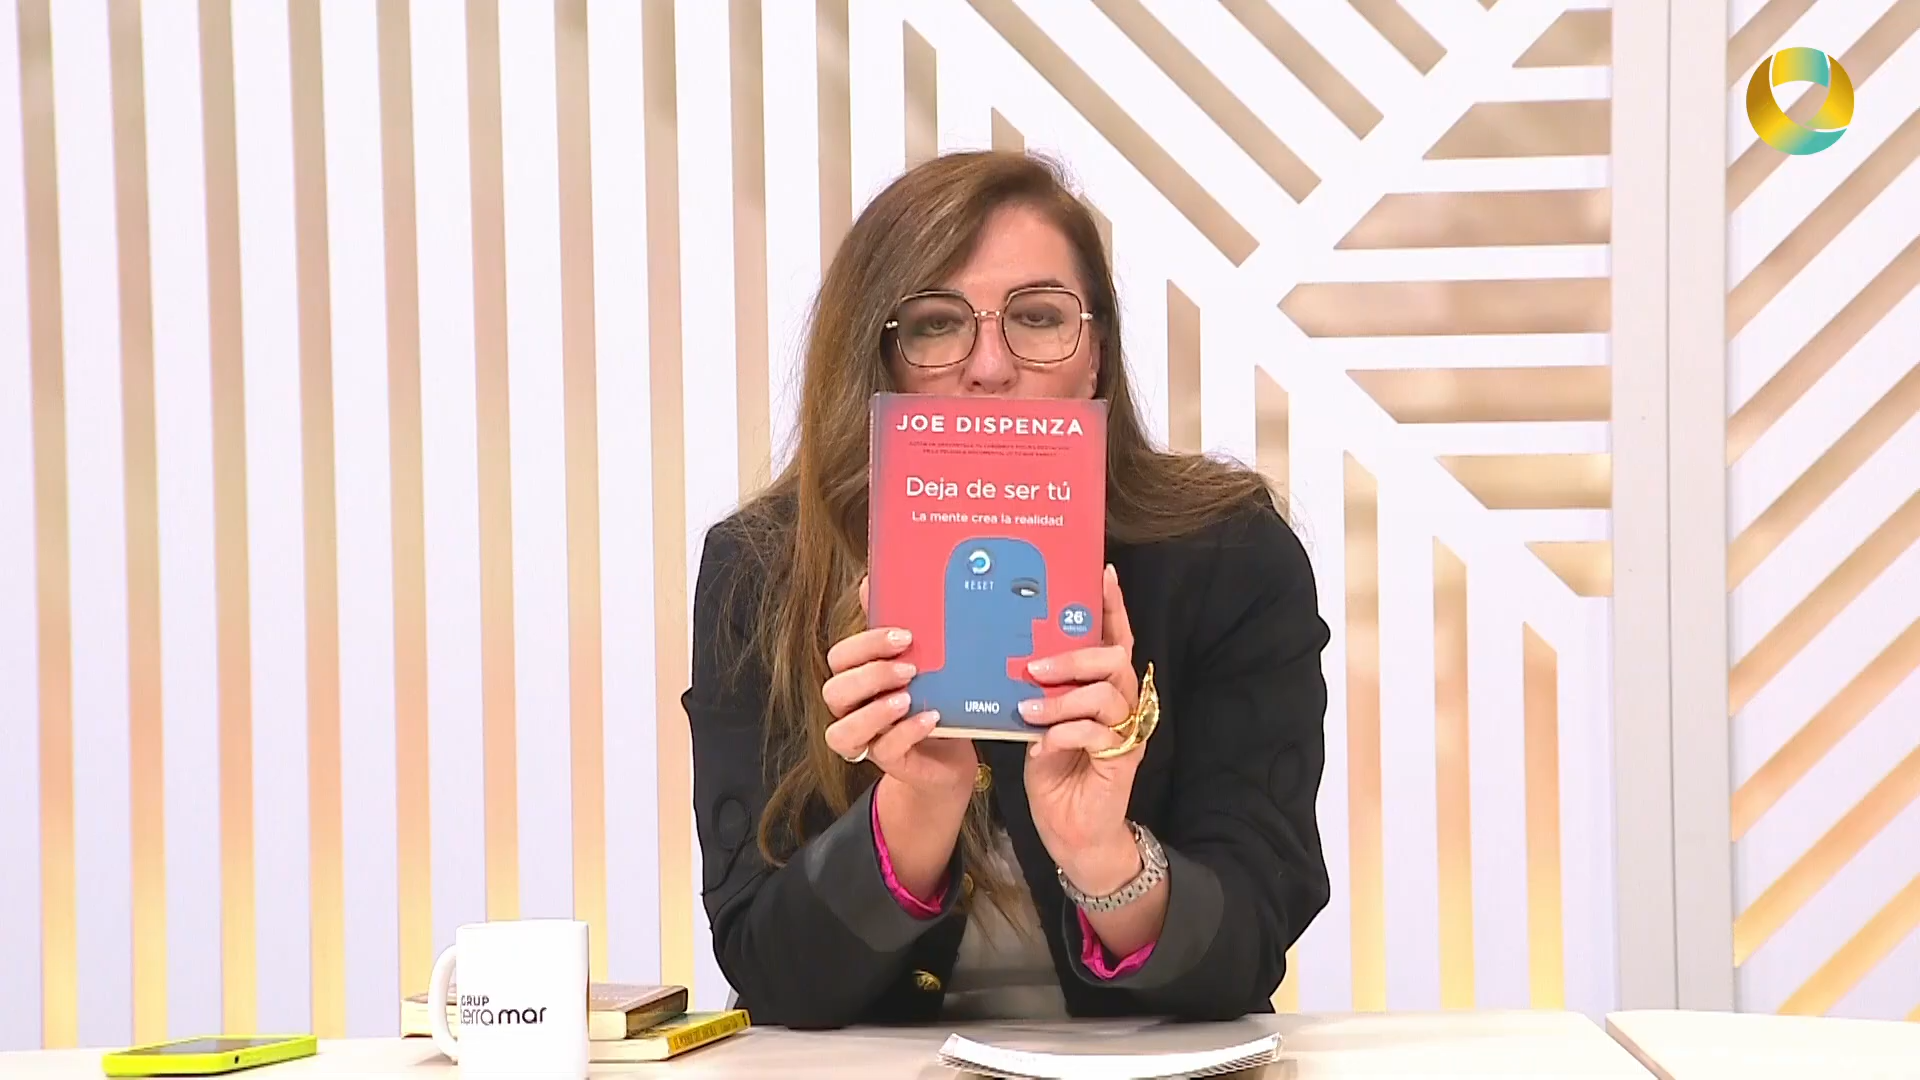 JOE DISPENZA
Deja de ser tú
La mente crea la realidad
RESET
26ª
URANO
GRUP
terramar